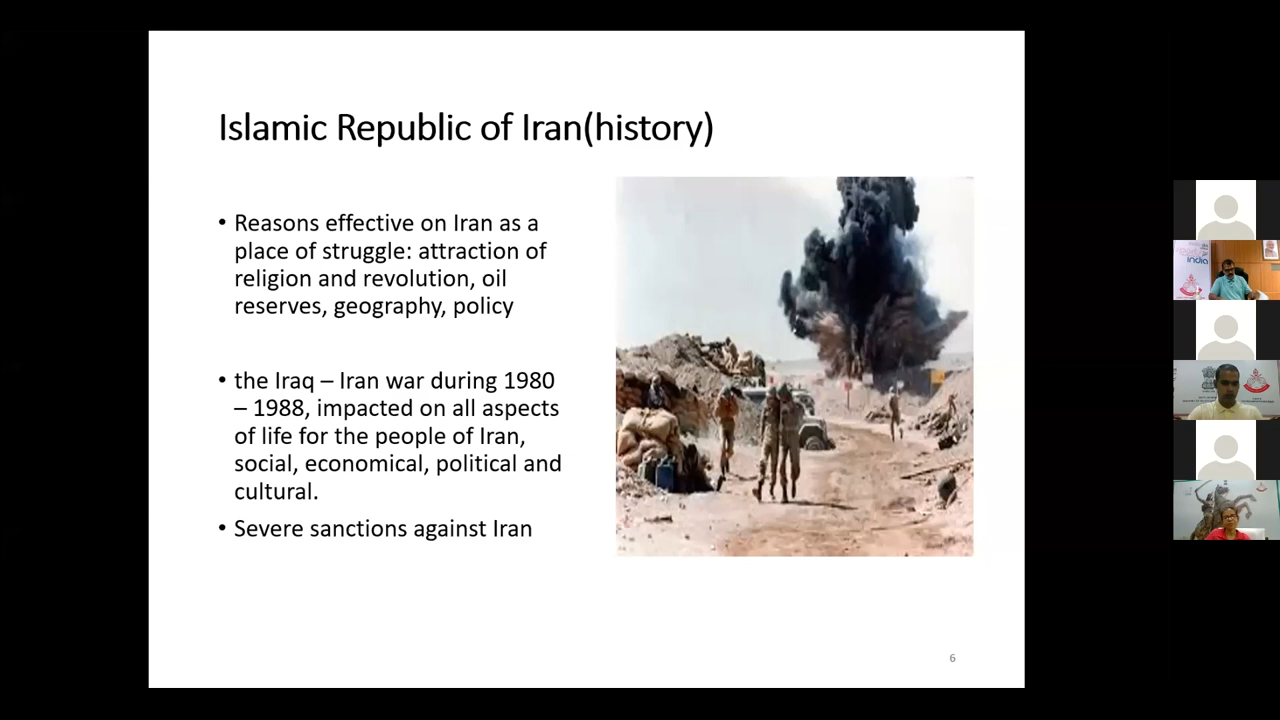 Islamic Republic of Iran(history)
• Reasons effective on Iran as a
place of struggle: attraction of
religion and revolution, oil
reserves, geography, policy
• the Iraq – Iran war during 1980
– 1988, impacted on all aspects
of life for the people of Iran,
social, economical, political and
cultural.
• Severe sanctions against Iran
6
india